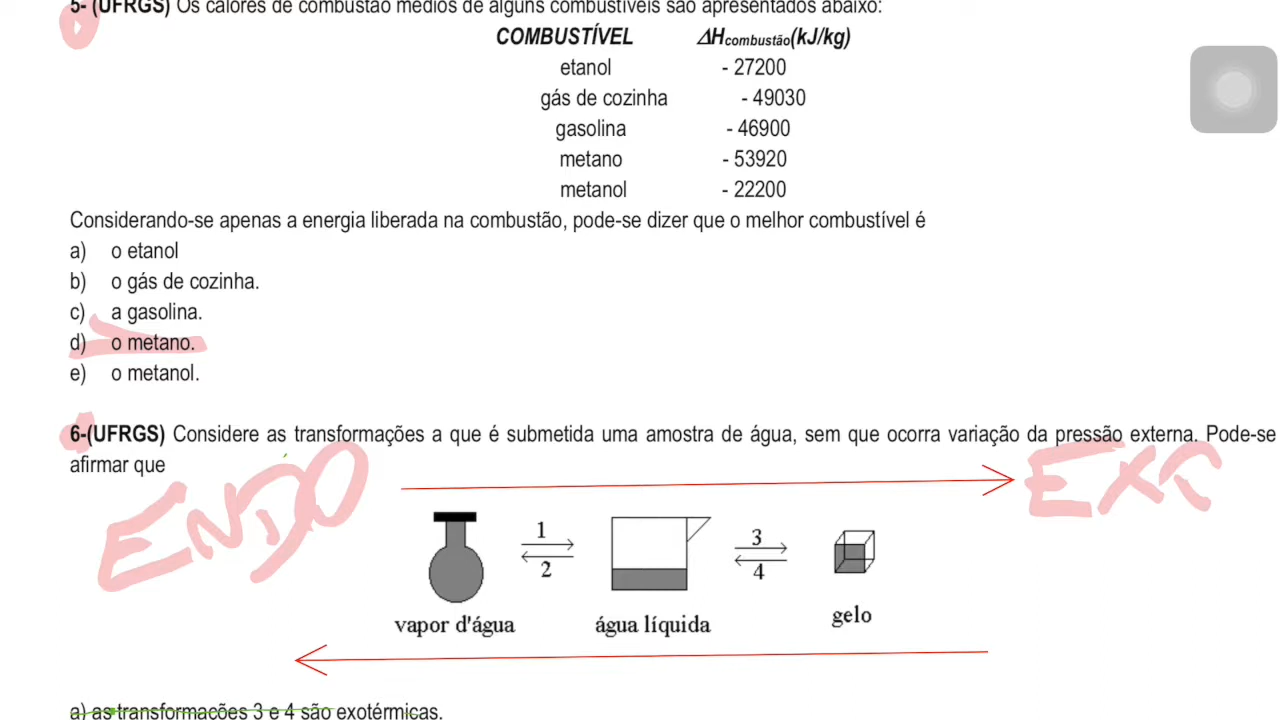 5- (UFRGS) Os calores de combustão médios de alguns combustíveis são apresentados abaixo:
COMBUSTÍVEL ΔHcombustão(kJ/kg)
etanol - 27200
gás de cozinha - 49030
gasolina - 46900
metano - 53920
metanol - 22200
Considerando-se apenas a energia liberada na combustão, pode-se dizer que o melhor combustível é
a) o etanol
b) o gás de cozinha.
c) a gasolina.
d) o metano.
e) o metanol.
6-(UFRGS) Considere as transformações a que é submetida uma amostra de água, sem que ocorra variação da pressão externa. Pode-se
afirmar que
ENDO
EXO
1
2
3
4
vapor d'água água líquida gelo
a) as transformações 3 e 4 são exotérmicas.